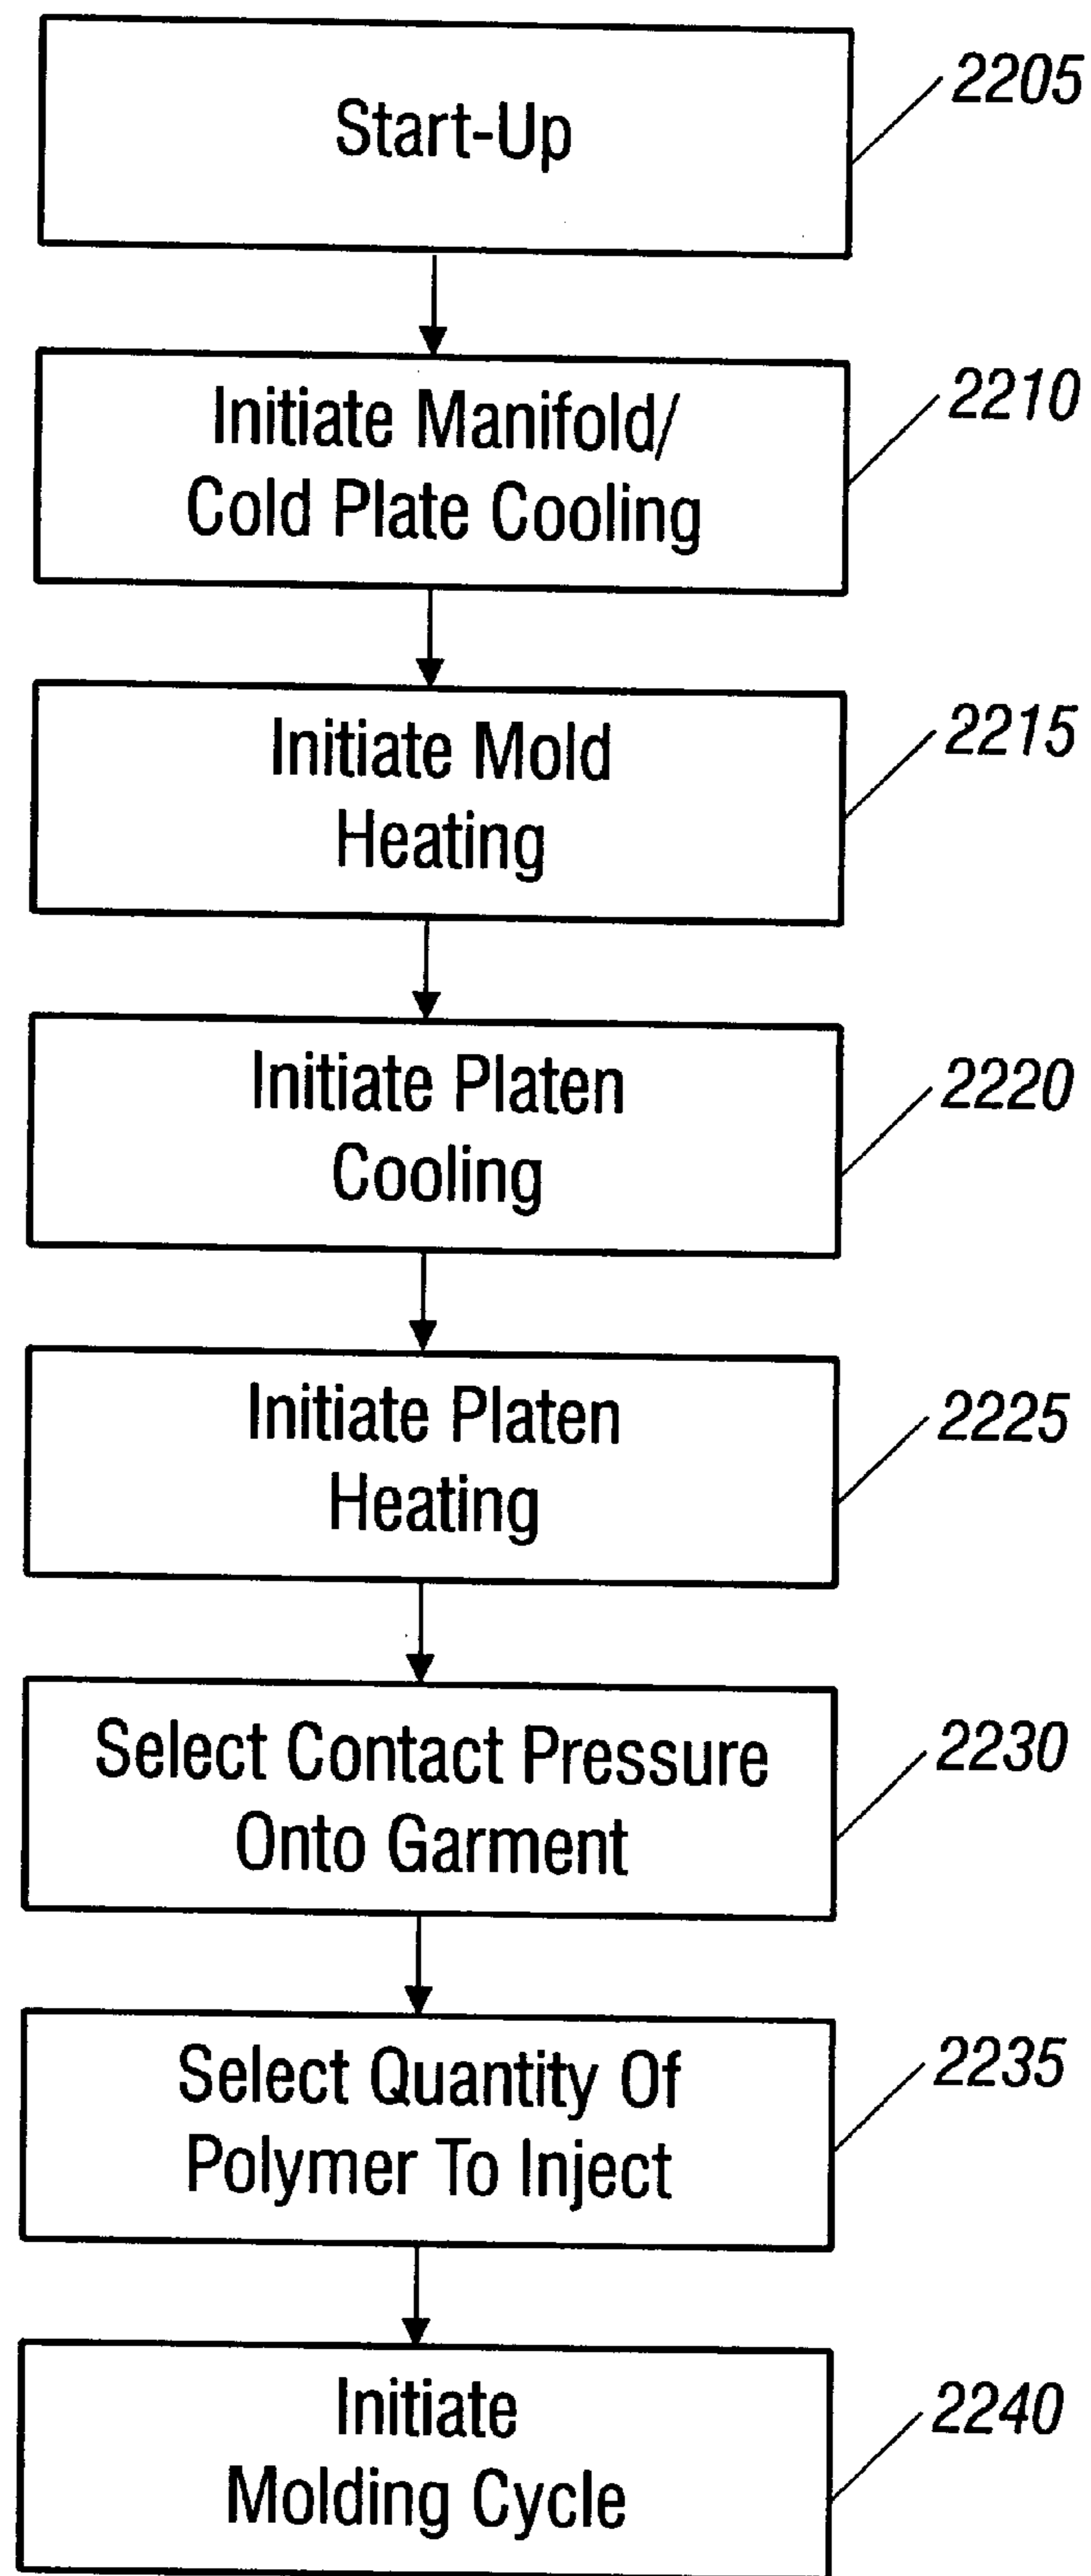 Start-Up
2205
Initiate Manifold/
Cold Plate Cooling
2210
Initiate Mold
Heating
2215
Initiate Platen
Cooling
2220
Initiate Platen
Heating
2225
Select Contact Pressure
Onto Garment
2230
Select Quantity Of
Polymer To Inject
2235
Initiate
Molding Cycle
2240